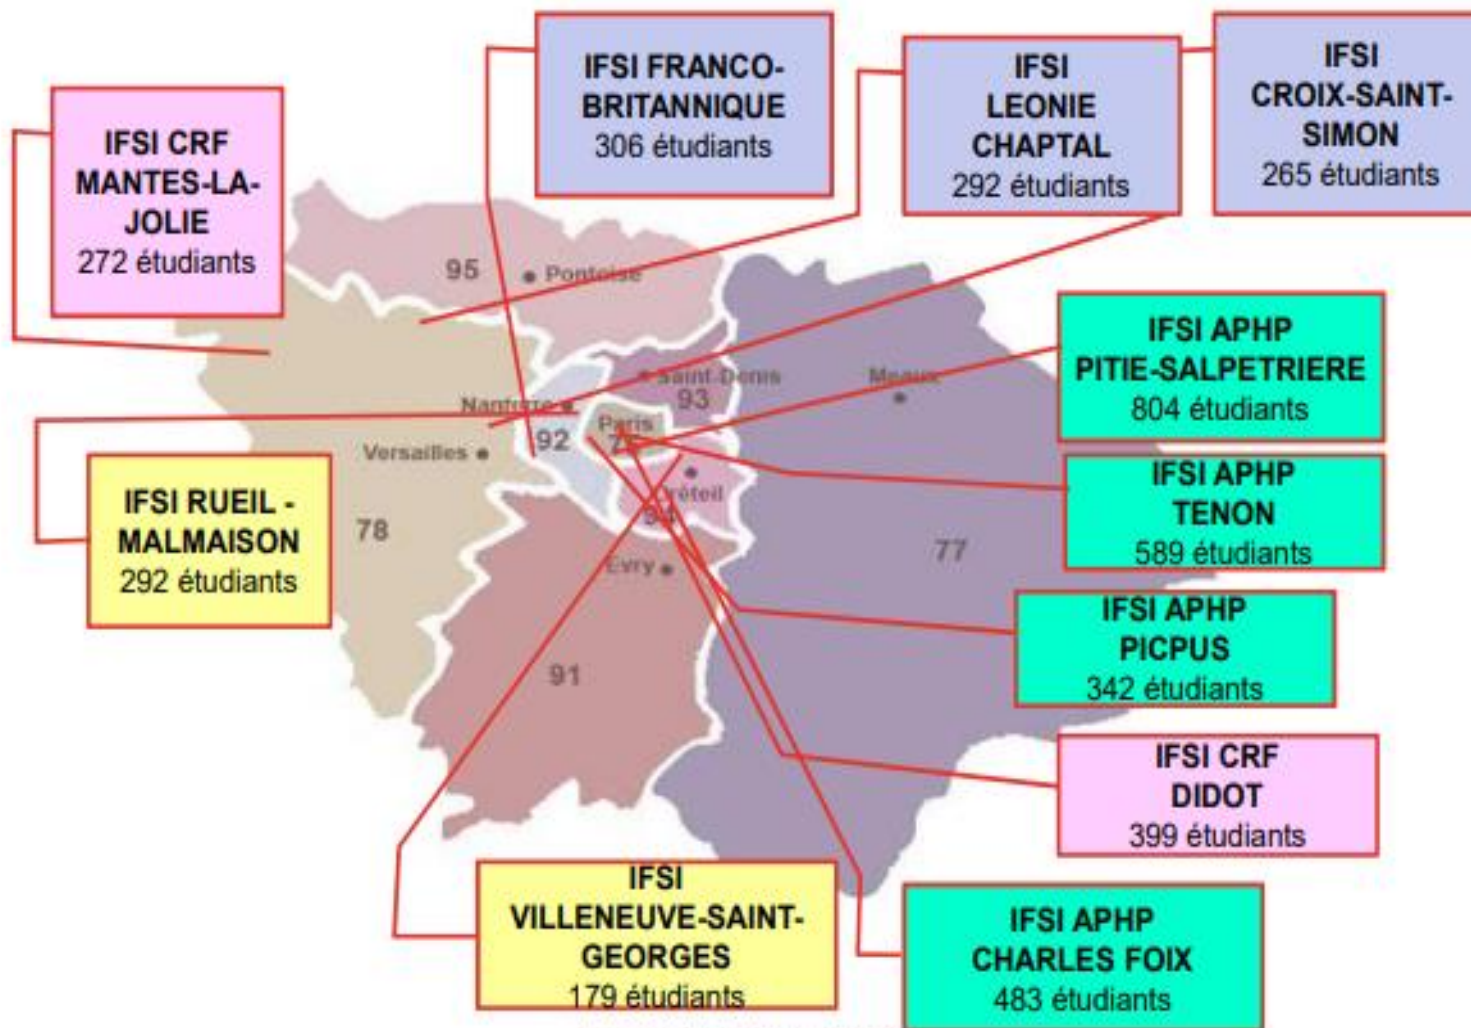 IFSI FRANCO-
BRITANNIQUE
306 étudiants
IFSI
LEONIE
CHAPTAL
292 étudiants
IFSI
CROIX-SAINT-
SIMON
265 étudiants
IFSI CRF
MANTES-LA-
JOLIE
272 étudiants
95
Pontoise
IFSI APHP
PITIE-SALPETRIERE
804 étudiants
Saint-Denis
93
Meaux
Nanterre
92
Paris
75
Versailles
Créteil
94
78
77
Evry
91
IFSI RUEIL -
MALMAISON
292 étudiants
IFSI APHP
TENON
589 étudiants
IFSI APHP
PICPUS
342 étudiants
IFSI CRF
DIDOT
399 étudiants
IFSI
VILLENEUVE-SAINT-
GEORGES
179 étudiants
IFSI APHP
CHARLES FOIX
483 étudiants